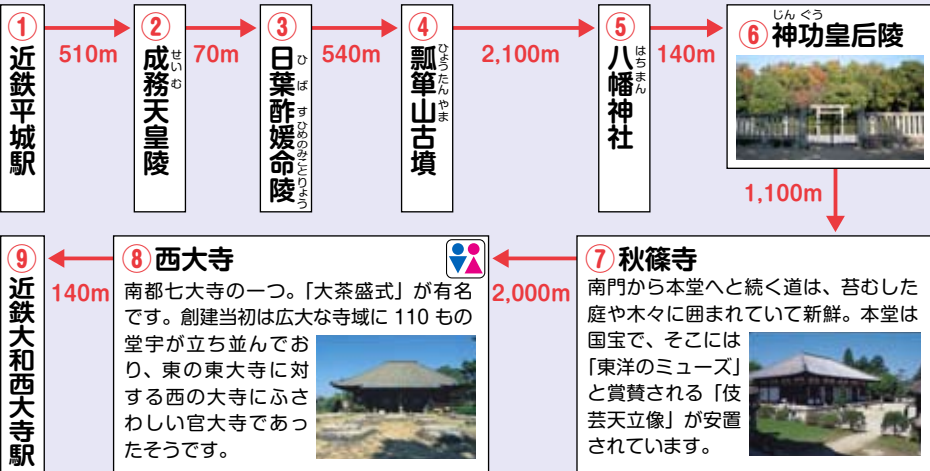 ①近鉄平城駅
510m
②成務天皇陵
せいむ
70m
③日葉酢媛命陵
ひばすひめのみことりょう
540m
④瓢箪山古墳
ひょうたんやま
2,100m
⑤八幡神社
はちまん
140m
じんぐう
⑥神功皇后陵
1,100m
⑦秋篠寺
南門から本堂へと続く道は、苔むした
庭や木々に囲まれていて新鮮。本堂は
国宝で、そこには
「東洋のミューズ」
と賞賛される「伎
芸天立像」が安置
されています。
2,000m
⑧西大寺
南都七大寺の一つ。「大茶盛式」が有名
です。創建当初は広大な寺域に 110 もの
堂宇が立ち並んでお
り、東の東大寺に対
する西の大寺にふさ
わしい官大寺であっ
たそうです。
140m
⑨近鉄大和西大寺駅